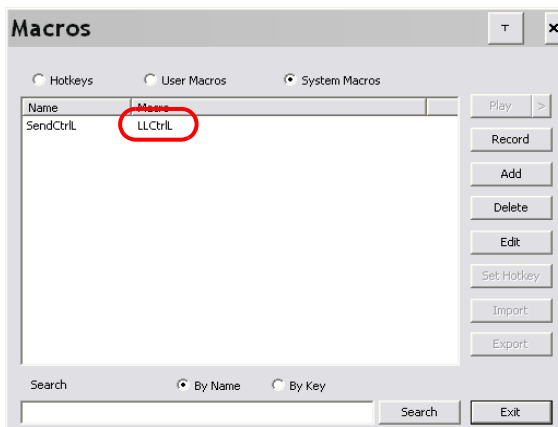 Macros
T
x
Hotkeys
User Macros
System Macros
Name
Macro
SendCtrlL
LLCtrlL
Play
>
Record
Add
Delete
Edit
Set Hotkey
Import
Export
Search
By Name
By Key
Search
Exit